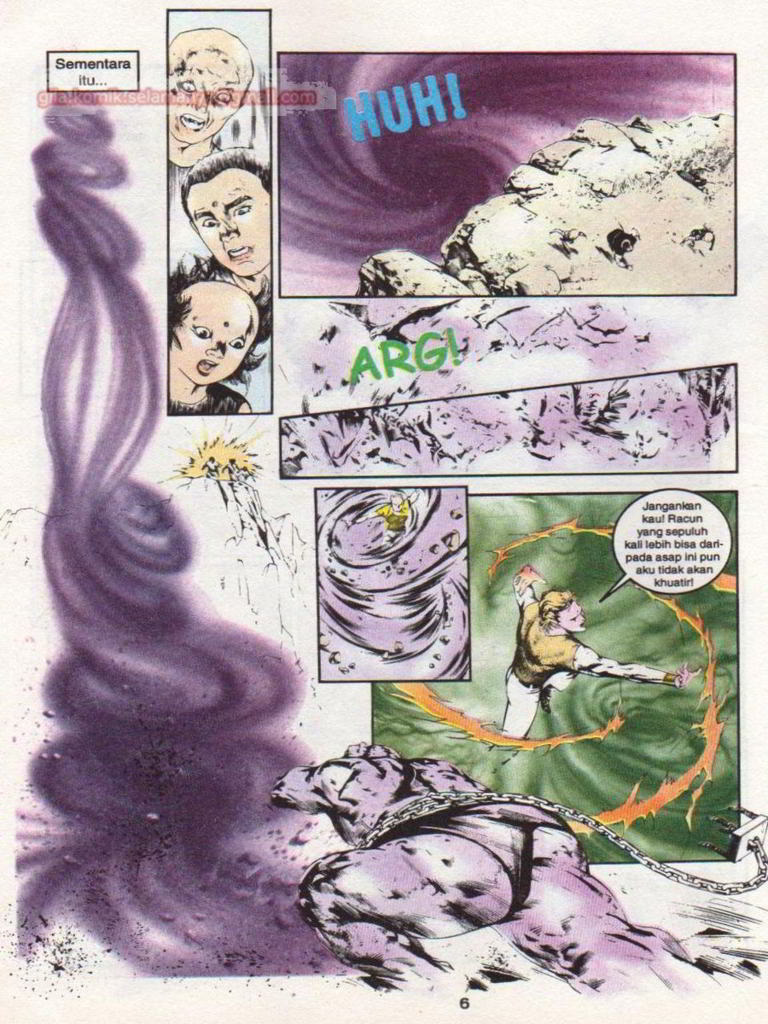 Sementara
itu...
HUH!
ARG!
Jangankan
kau! Racun
yang sepuluh
kali lebih bisa dari-
pada asap ini pun
aku tidak akan
khuatir!
6